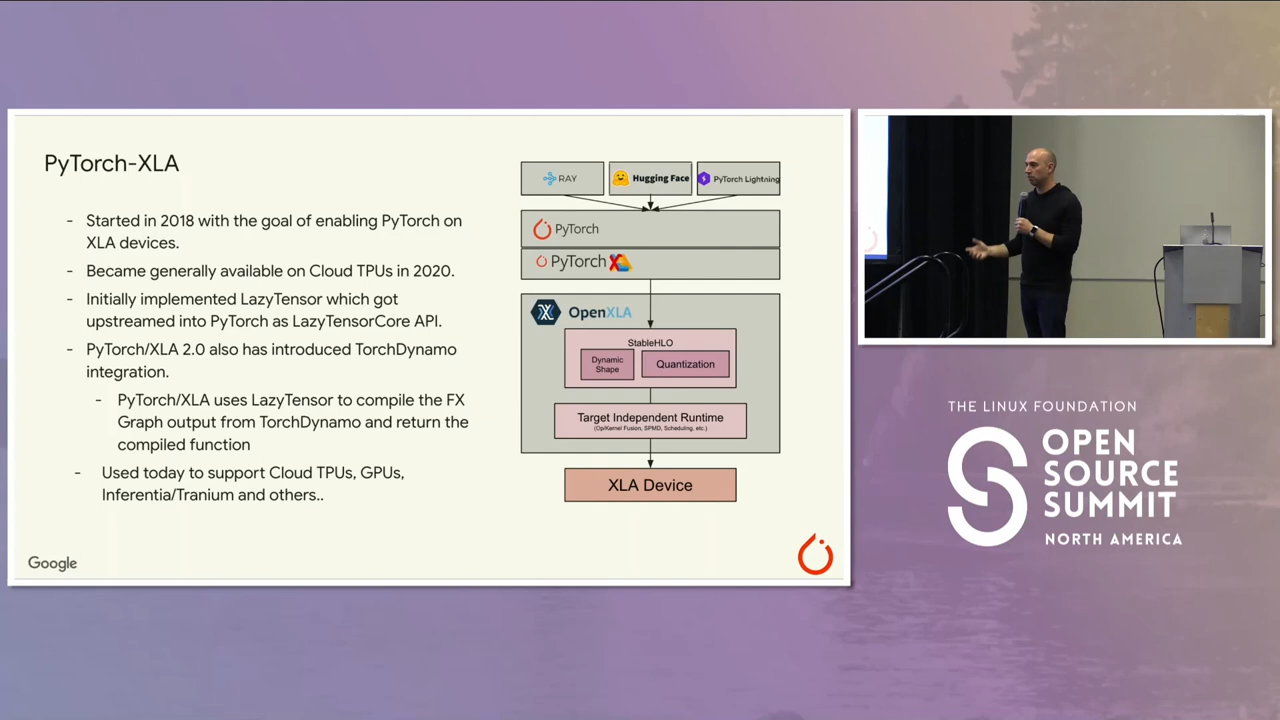 PyTorch-XLA
- Started in 2018 with the goal of enabling PyTorch on
XLA devices.
- Became generally available on Cloud TPUs in 2020.
- Initially implemented LazyTensor which got
upstreamed into PyTorch as LazyTensorCore API.
- PyTorch/XLA 2.0 also has introduced TorchDynamo
integration.
- PyTorch/XLA uses LazyTensor to compile the FX
Graph output from TorchDynamo and return the
compiled function
- Used today to support Cloud TPUs, GPUs,
Inferentia/Tranium and others..
Google
RAY
Hugging Face
PyTorch Lightning
PyTorch
PyTorch
OpenXLA
StableHLO
Dynamic
Shape
Quantization
Target Independent Runtime
(Op/Kernel Fusion, SPMD, Scheduling, etc.)
XLA Device
THE LINUX FOUNDATION
OPEN
SOURCE
SUMMIT
NORTH AMERICA